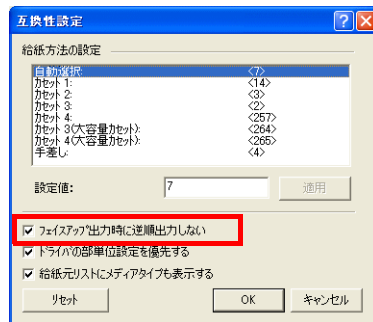 互換性設定
給紙方法の設定
自動選択: <7>
カセット 1: <14>
カセット 2: <3>
カセット 3: <2>
カセット 4: <257>
カセット 3(大容量カセット): <264>
カセット 4(大容量カセット): <265>
手差し: <4>
設定値: 7 適用
フェイスアップ出力時に逆順出力しない
ドライバの部単位設定を優先する
給紙元リストにメディアタイプも表示する
リセット OK キャンセル